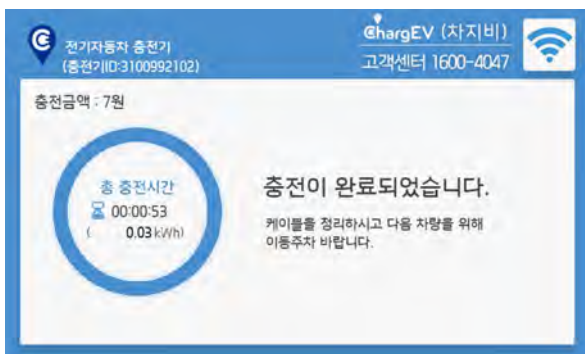 전기자동차 충전기
(충전기ID:3100992102)
ChargEV (차지비)
고객센터 1600-4047
충전금액 : 7원
총 충전시간
00:00:53
( 0.03 kWh)
충전이 완료되었습니다.
케이블를 정리하시고 다음 차량를 위해
이동주차 바랍니다.